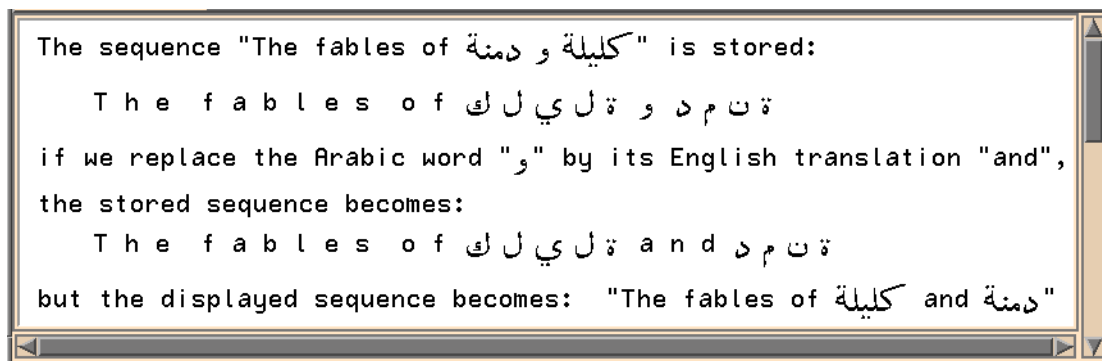 The sequence "The fables of كليلة و دمنة" is stored:
T h e f a b l e s o f ك ل ي ل ة و د م ن ة
if we replace the Arabic word "و" by its English translation "and",
the stored sequence becomes:
T h e f a b l e s o f ك ل ي ل ة a n d د م ن ة
but the displayed sequence becomes: "The fables of كليلة and دمنة"